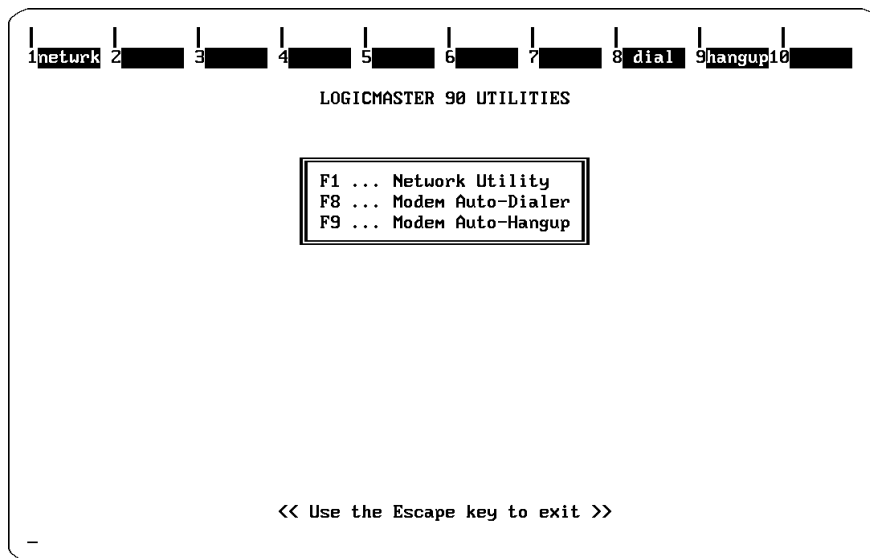 1neturk 2 3 4 5 6 7 8 dial 9hangup10
LOGICMASTER 90 UTILITIES
F1 ... Network Utility
F8 ... Modem Auto-Dialer
F9 ... Modem Auto-Hangup
<< Use the Escape key to exit >>
_